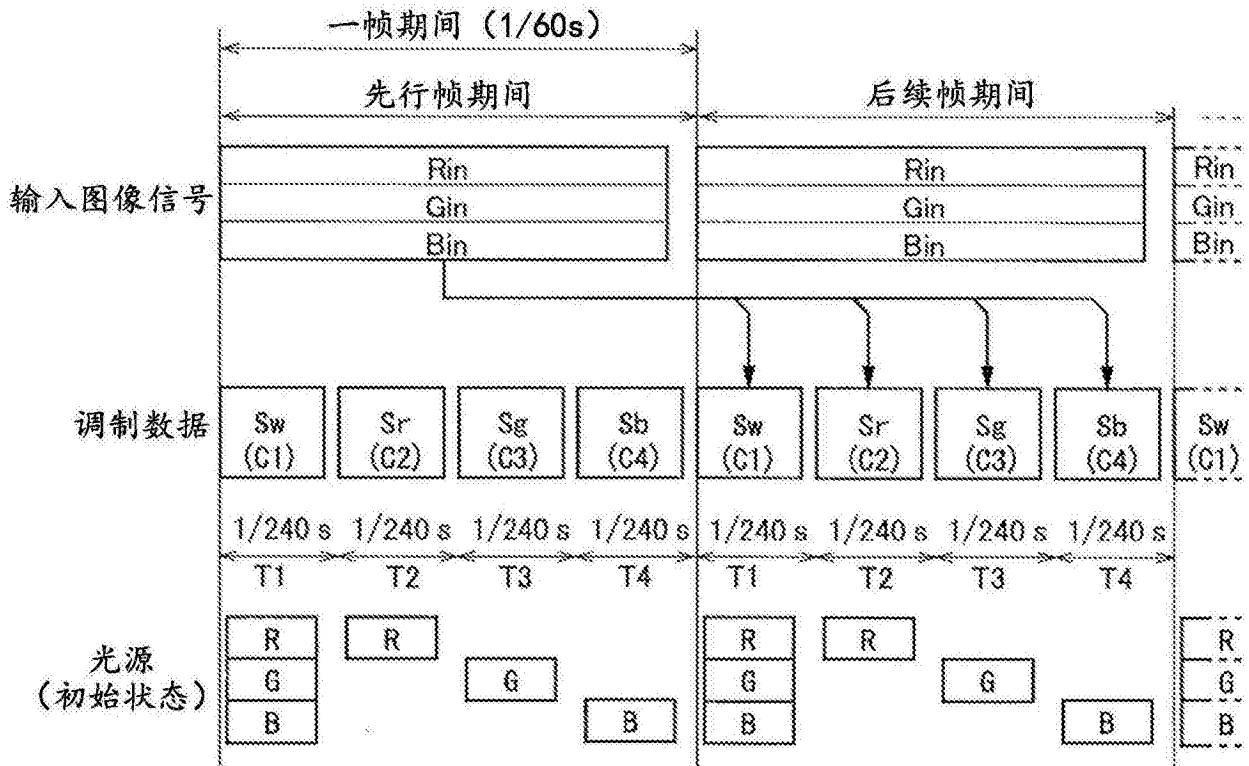 一帧期间（1/60s）
先行帧期间 后续帧期间
输入图像信号
Rin Rin Rin
Gin Gin Gin
Bin Bin Bin
调制数据
Sw Sr Sg Sb Sw Sr Sg Sb Sw
(C1) (C2) (C3) (C4) (C1) (C2) (C3) (C4) (C1)
1/240 s 1/240 s 1/240 s 1/240 s 1/240 s 1/240 s 1/240 s 1/240 s
T1 T2 T3 T4 T1 T2 T3 T4
光源
（初始状态）
R R R R R
G G G G G
B B B B B